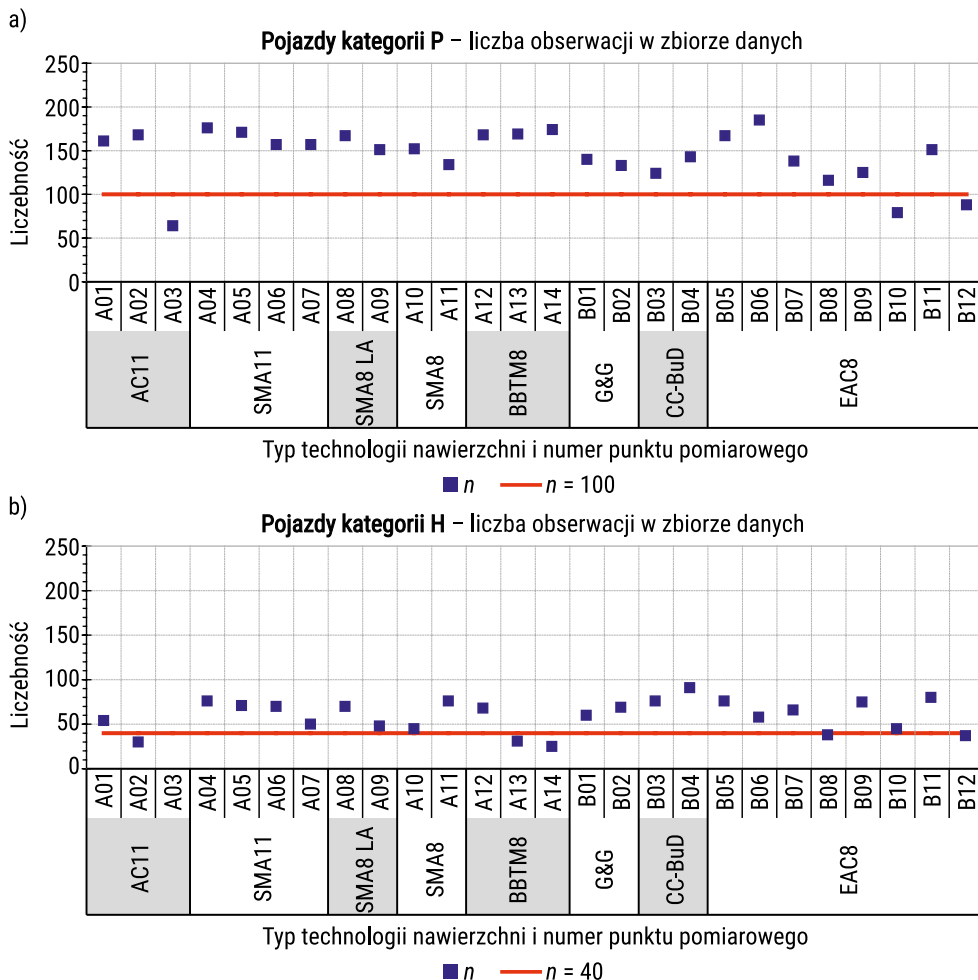 a)
Pojazdy kategorii P – liczba obserwacji w zbiorze danych
Liczebność
250
200
150
100
50
0
A01 A02 A03 A04 A05 A06 A07 A08 A09 A10 A11 A12 A13 A14 B01 B02 B03 B04 B05 B06 B07 B08 B09 B10 B11 B12
AC11 SMA11 SMA8 LA SMA8 BBTM8 G&G CC-BuD EAC8
Typ technologii nawierzchni i numer punktu pomiarowego
n n = 100
b)
Pojazdy kategorii H – liczba obserwacji w zbiorze danych
Liczebność
250
200
150
100
50
0
A01 A02 A03 A04 A05 A06 A07 A08 A09 A10 A11 A12 A13 A14 B01 B02 B03 B04 B05 B06 B07 B08 B09 B10 B11 B12
AC11 SMA11 SMA8 LA SMA8 BBTM8 G&G CC-BuD EAC8
Typ technologii nawierzchni i numer punktu pomiarowego
n n = 40